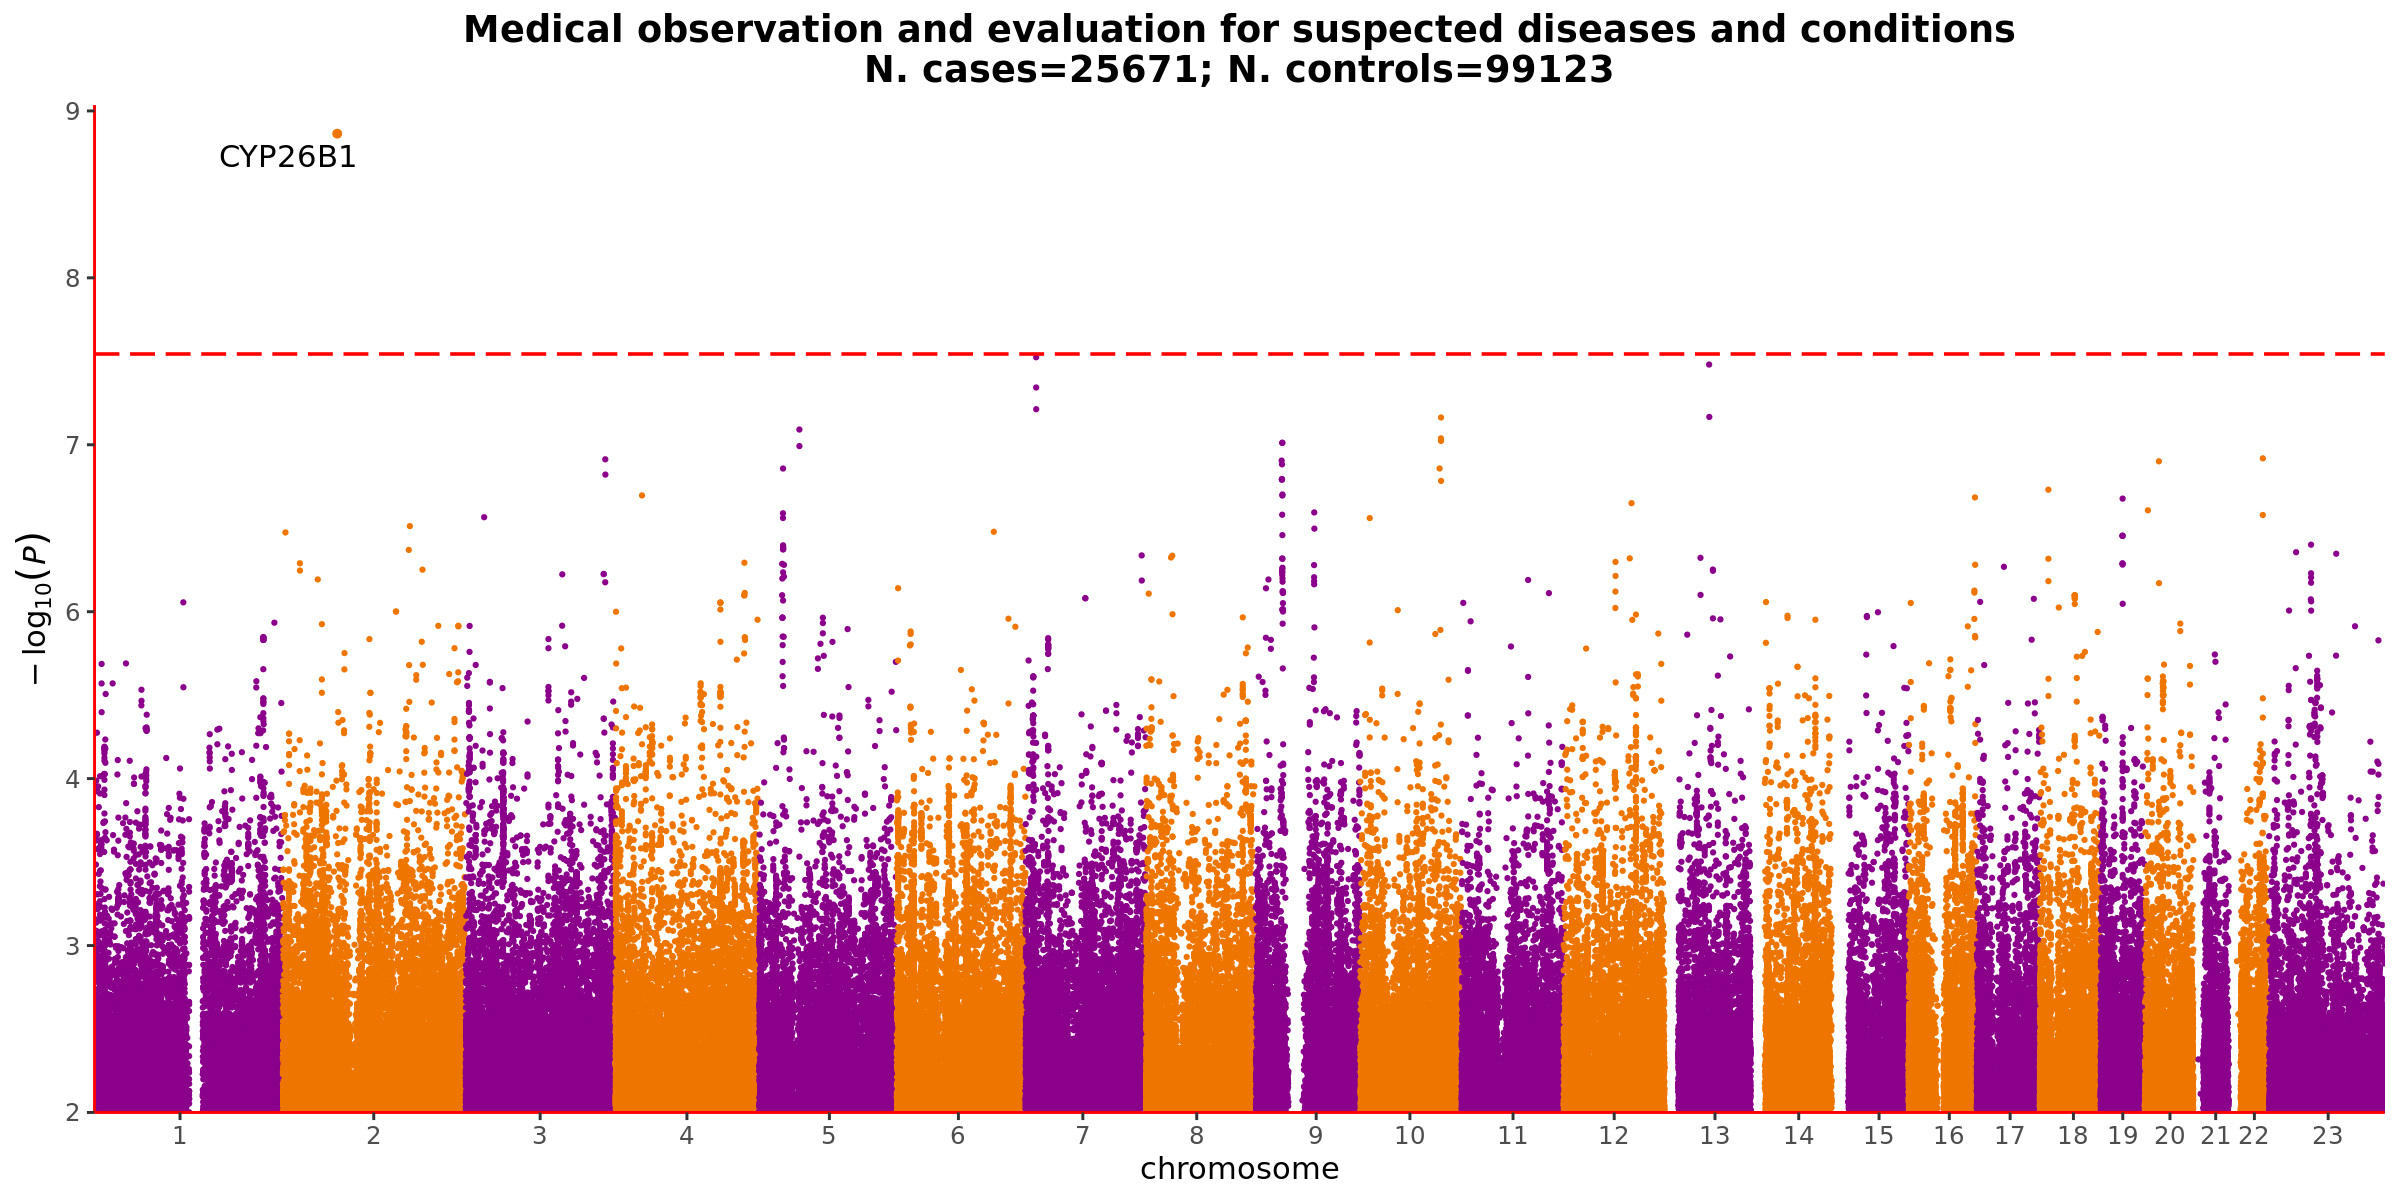 Medical observation and evaluation for suspected diseases and conditions
N. cases=25671; N. controls=99123
9
CYP26B1
8
7
6
4
3
2
−log10(P)
1 2 3 4 5 6 7 8 9 10 11 12 13 14 15 16 17 18 19 20 21 22 23
chromosome